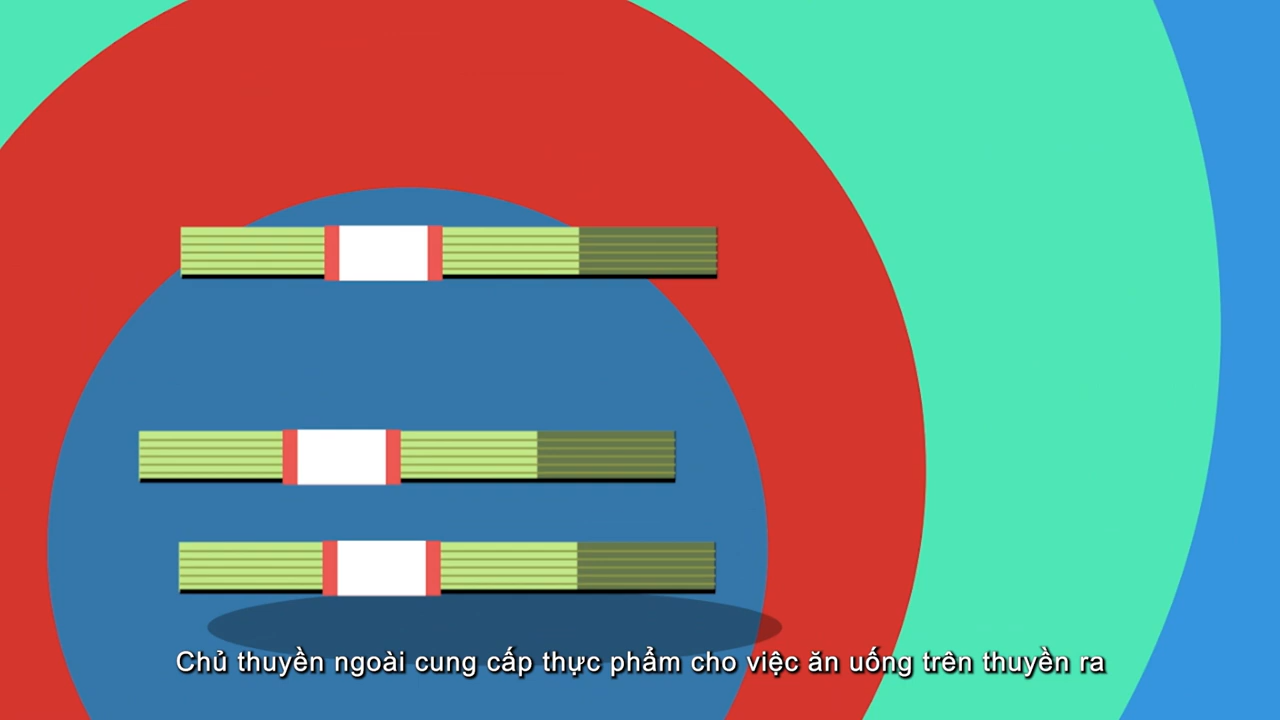 Chủ thuyền ngoài cung cấp thực phẩm cho việc ăn uống trên thuyền ra